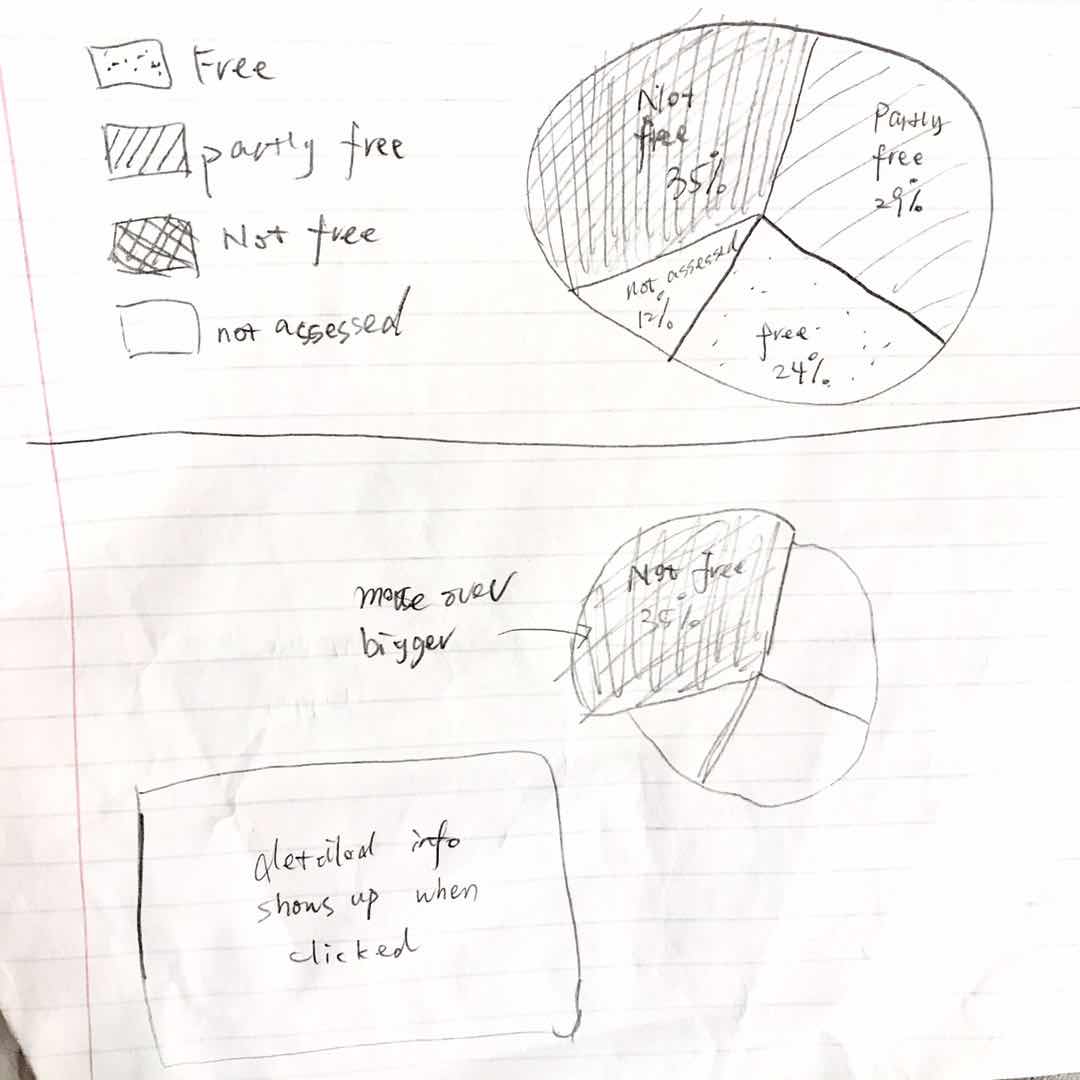 Free
partly free
Not free
not assessed
Not
free
35%
Partly
free
29%
not assessed
12%
free
24%
mouse over
bigger
Not free
35%
detailed info
shows up when
clicked